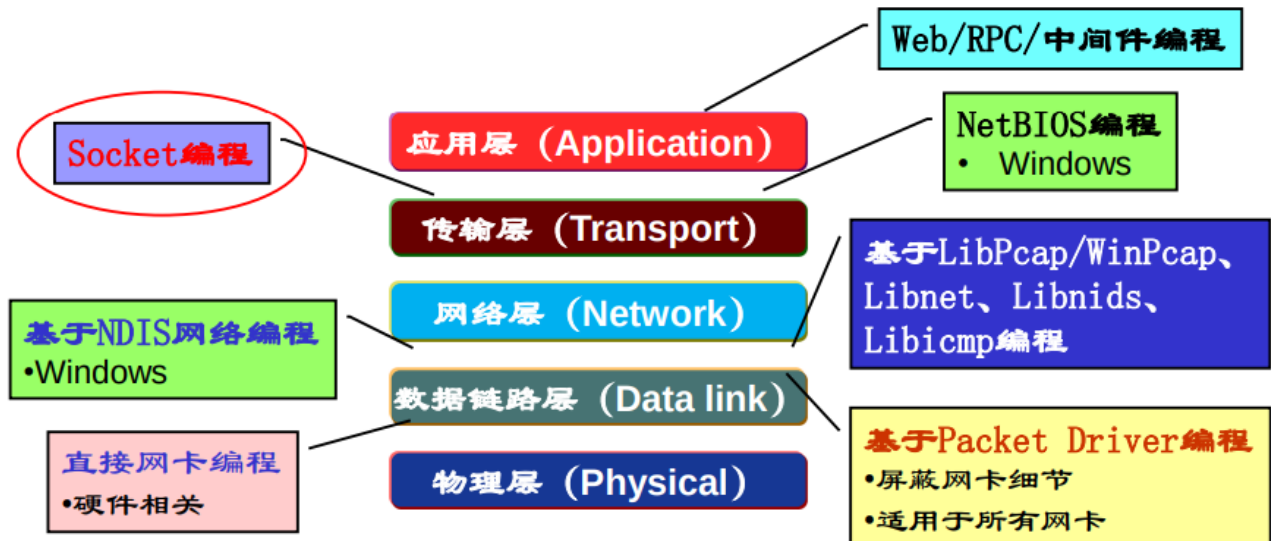 Web/RPC/中间件编程
Socket编程
应用层（Application）
NetBIOS编程
• Windows
传输层（Transport）
基于LibPcap/WinPcap、
Libnet、Libnids、
Libicmp编程
网络层（Network）
基于NDIS网络编程
•Windows
数据链路层（Data link）
直接网卡编程
•硬件相关
物理层（Physical）
基于Packet Driver编程
•屏蔽网卡细节
•适用于所有网卡